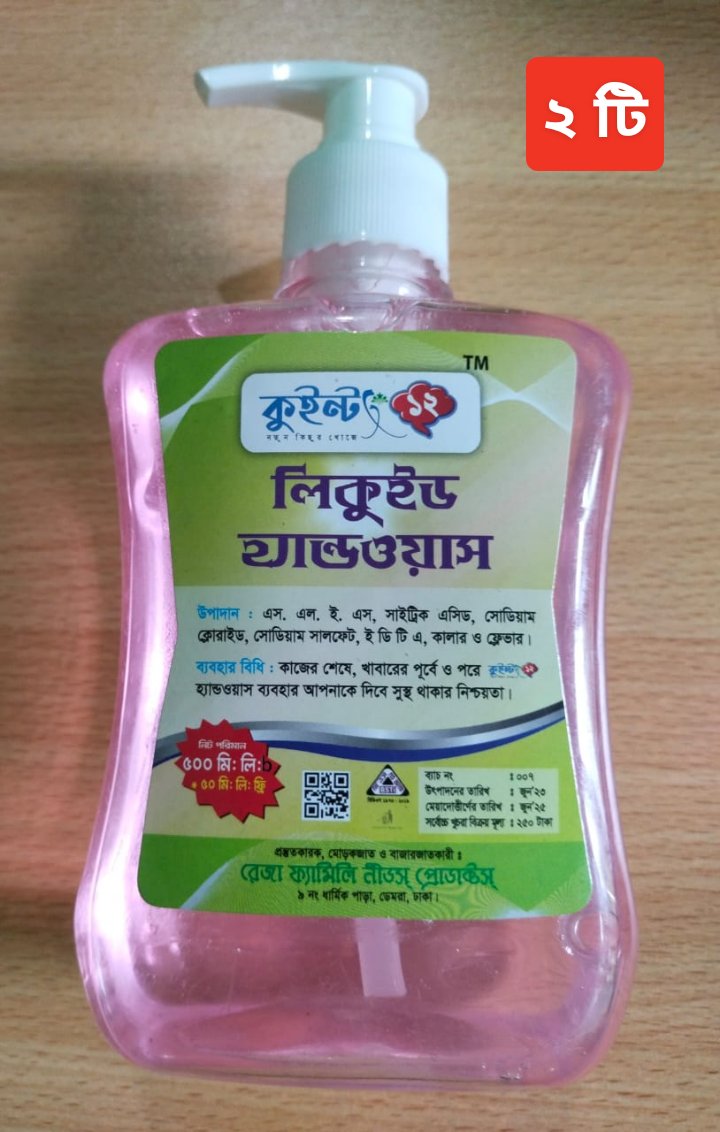 ২ টি
TM
কুইন্ট ১২
নতুন কিছুর খোঁজে
লিকুইড
হ্যান্ডওয়াস
উপাদান : এস. এল. ই. এস, সাইট্রিক এসিড, সোডিয়াম
ক্লোরাইড, সোডিয়াম সালফেট, ই ডি টি এ, কালার ও ফ্লেভার।
ব্যবহার বিধি : কাজের শেষে, খাবারের পূর্বে ও পরে কুইন্ট ১২
হ্যান্ডওয়াস ব্যবহার আপনাকে দিবে সুস্থ থাকার নিশ্চয়তা।
নিট পরিমান
৫০০ মি: লি:
+ ৫০ মি: লি: ফ্রি
ব্যাচ নং : ০০৭
উৎপাদনের তারিখ : জুন'২৩
মেয়াদোত্তীর্ণের তারিখ : জুন'২৫
সর্বোচ্চ খুচরা বিক্রয় মূল্য : ২৫০ টাকা
প্রস্তুতকারক, মোড়কজাত ও বাজারজাতকারী :
রেজা ফ্যামিলি নীডস্ প্রোডাক্টস্
৯ নং ধার্মিক পাড়া, ডেমরা, ঢাকা।